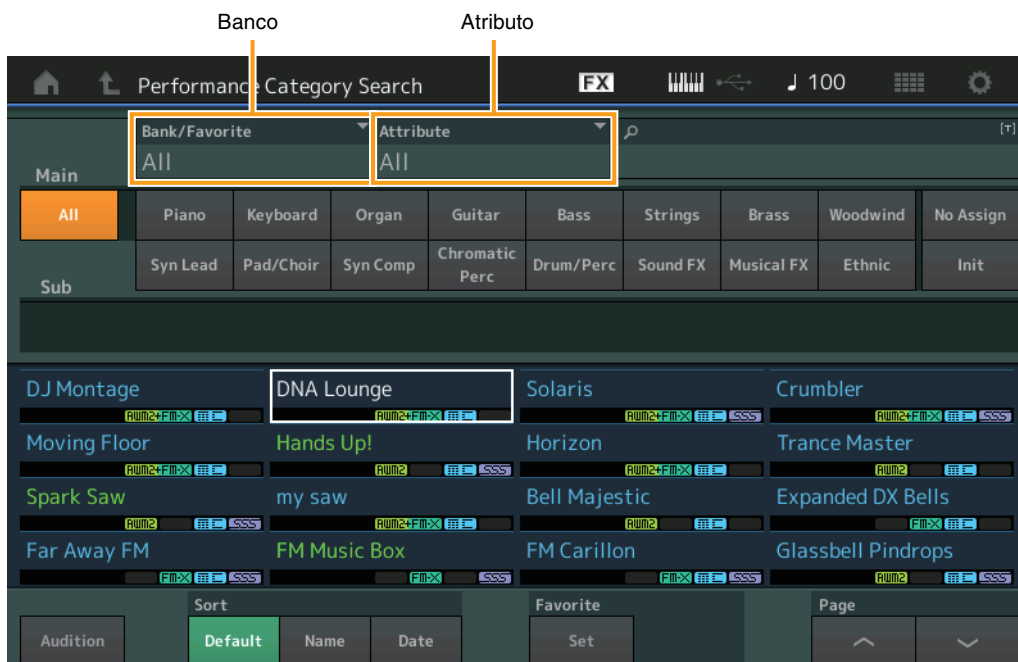 Banco Atributo
Performance Category Search FX 100
Bank/Favorite Attribute [T]
All All
Main
All Piano Keyboard Organ Guitar Bass Strings Brass Woodwind No Assign
Syn Lead Pad/Choir Syn Comp Chromatic Perc Drum/Perc Sound FX Musical FX Ethnic Init
Sub
DJ Montage DNA Lounge Solaris Crumbler
AWM2+FM-X AWM2+FM-X AWM2+FM-X SSS AWM2+FM-X SSS
Moving Floor Hands Up! Horizon Trance Master
AWM2+FM-X AWM2 SSS AWM2+FM-X AWM2
Spark Saw my saw Bell Majestic Expanded DX Bells
AWM2 SSS AWM2+FM-X AWM2 FM-X
Far Away FM FM Music Box FM Carillon Glassbell Pindrops
FM-X SSS FM-X SSS FM-X SSS AWM2 SSS
Sort Favorite Page
Audition Default Name Date Set